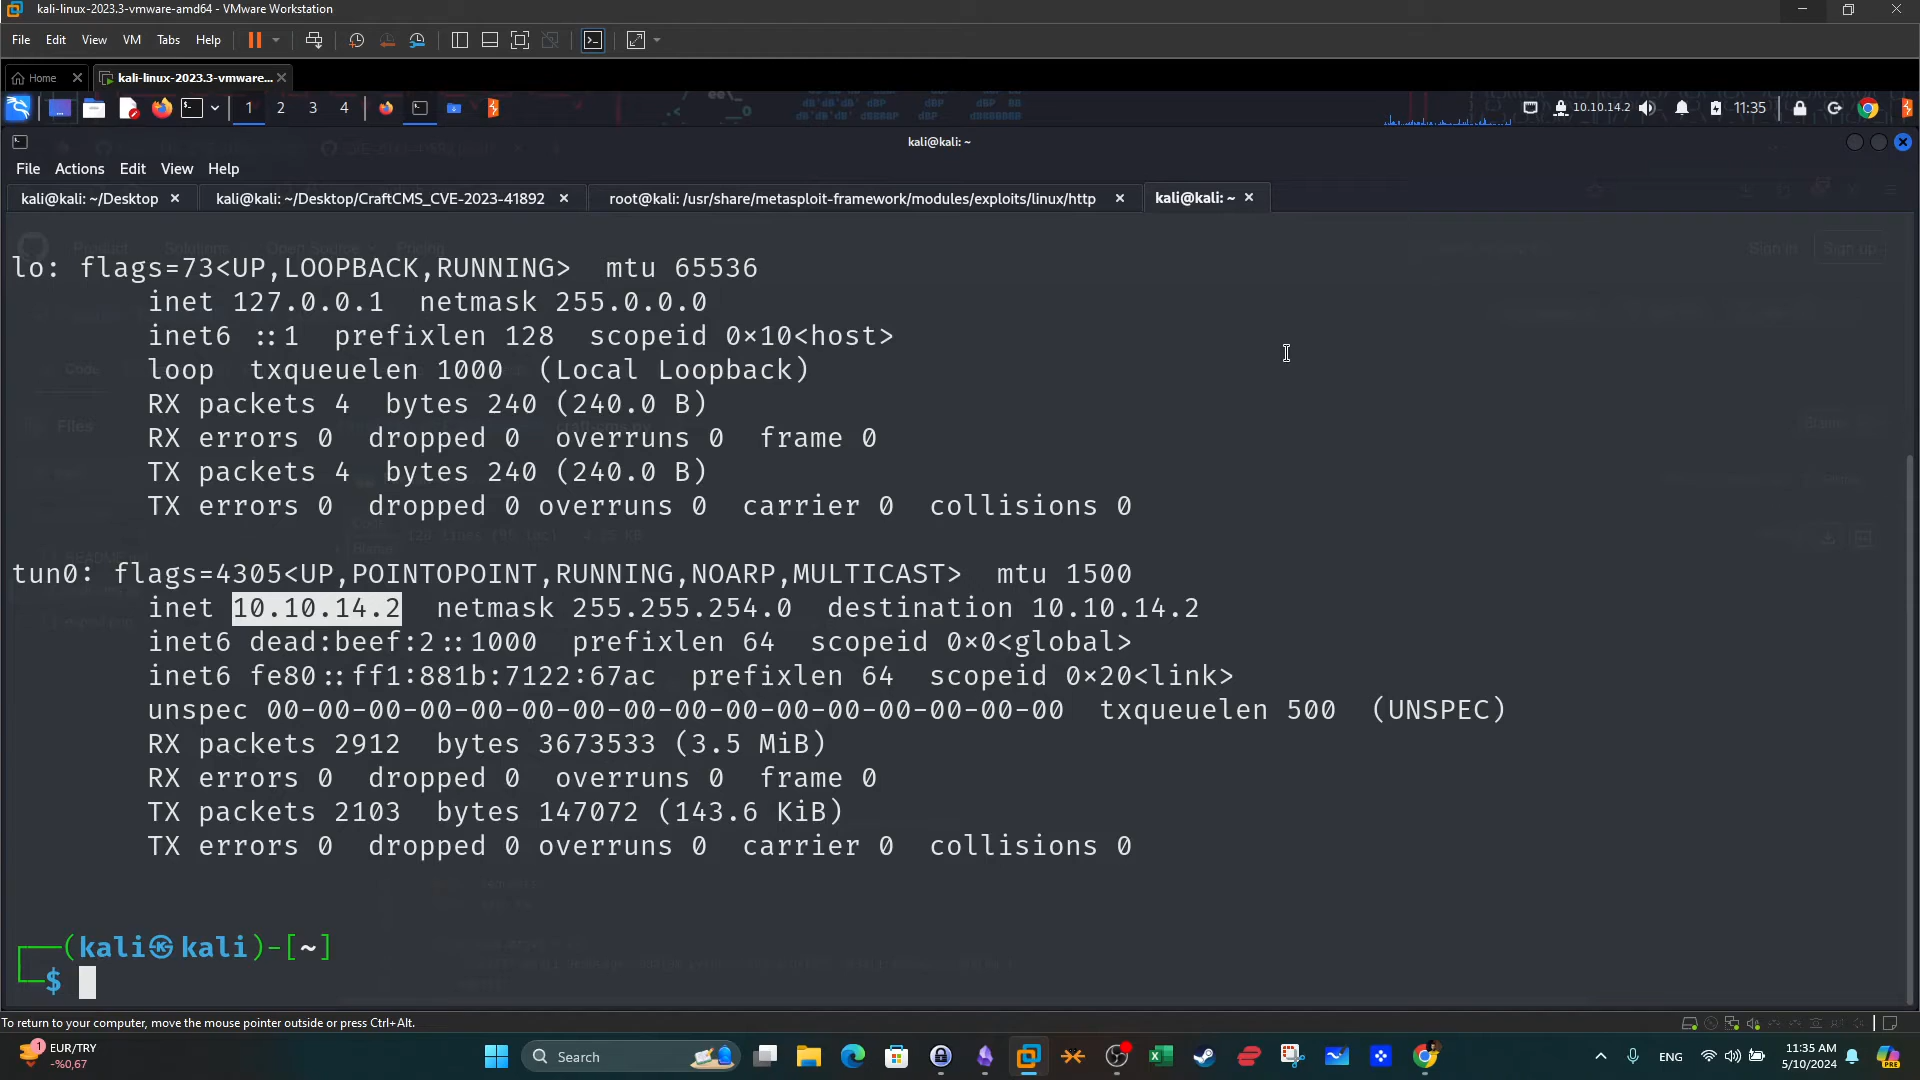 kali-linux-2023.3-vmware-amd64 - VMware Workstation
File Edit View VM Tabs Help
Home kali-linux-2023.3-vmware...
1 2 3 4 10.10.14.2 11:35
kali@kali: ~
File Actions Edit View Help
kali@kali: ~/Desktop kali@kali: ~/Desktop/CraftCMS_CVE-2023-41892 root@kali: /usr/share/metasploit-framework/modules/exploits/linux/http kali@kali: ~
lo: flags=73<UP,LOOPBACK,RUNNING> mtu 65536
inet 127.0.0.1 netmask 255.0.0.0
inet6 ::1 prefixlen 128 scopeid 0×10<host>
loop txqueuelen 1000 (Local Loopback)
RX packets 4 bytes 240 (240.0 B)
RX errors 0 dropped 0 overruns 0 frame 0
TX packets 4 bytes 240 (240.0 B)
TX errors 0 dropped 0 overruns 0 carrier 0 collisions 0
tun0: flags=4305<UP,POINTOPOINT,RUNNING,NOARP,MULTICAST> mtu 1500
inet 10.10.14.2 netmask 255.255.254.0 destination 10.10.14.2
inet6 dead:beef:2::1000 prefixlen 64 scopeid 0×0<global>
inet6 fe80::ff1:881b:7122:67ac prefixlen 64 scopeid 0×20<link>
unspec 00-00-00-00-00-00-00-00-00-00-00-00-00-00-00-00 txqueuelen 500 (UNSPEC)
RX packets 2912 bytes 3673533 (3.5 MiB)
RX errors 0 dropped 0 overruns 0 frame 0
TX packets 2103 bytes 147072 (143.6 KiB)
TX errors 0 dropped 0 overruns 0 carrier 0 collisions 0
┌──(kali㉿kali)-[~]
└─$
To return to your computer, move the mouse pointer outside or press Ctrl+Alt.
1 EUR/TRY
-%0,67
Search
ENG
11:35 AM
5/10/2024
PRE